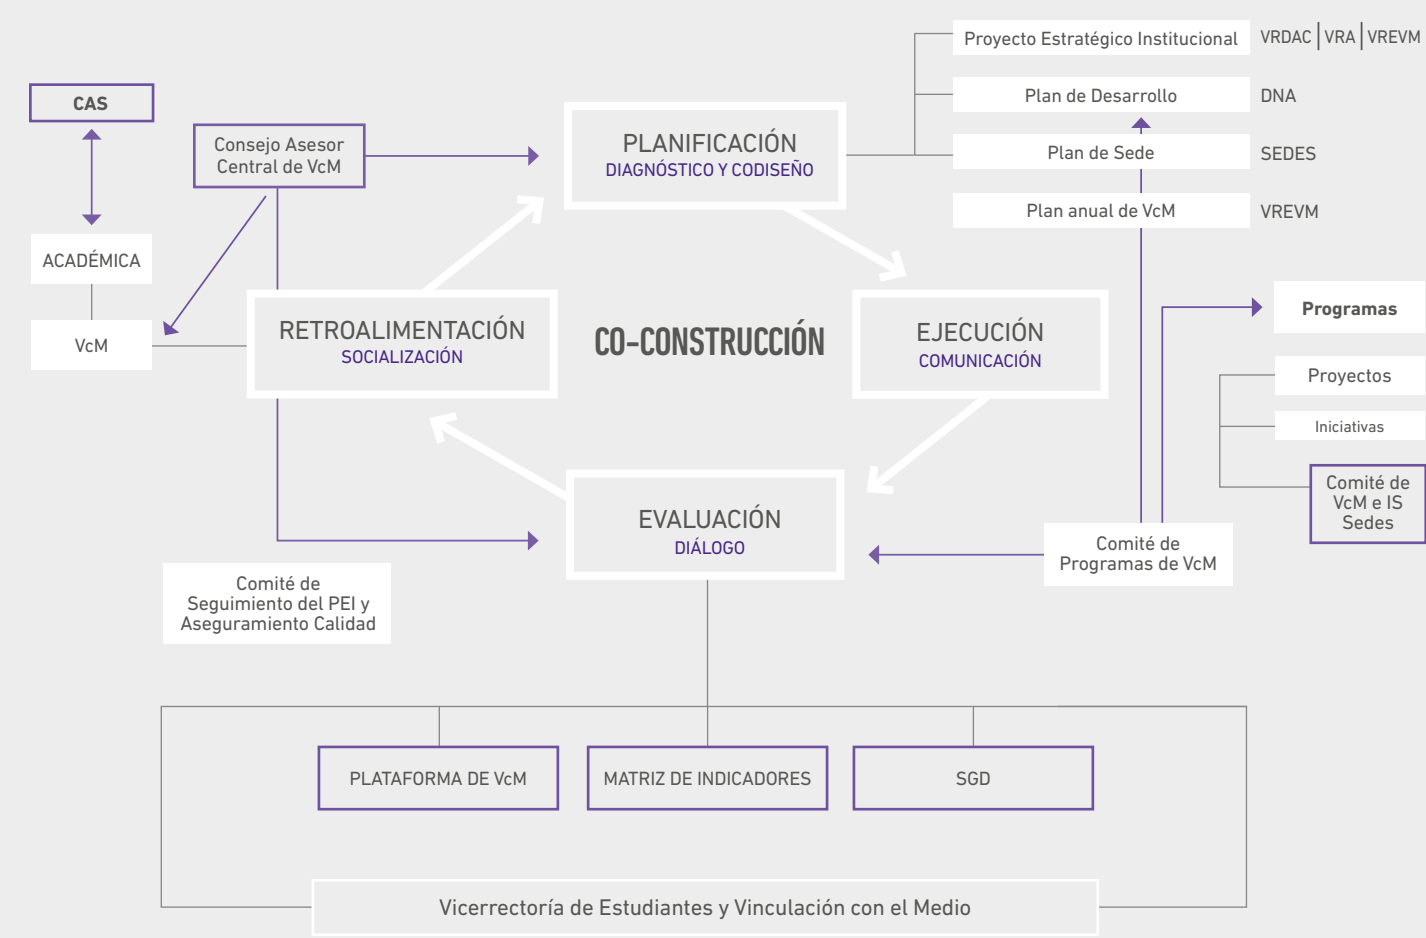 Proyecto Estratégico Institucional
VRDAC | VRA | VREVM
Plan de Desarrollo
DNA
Plan de Sede
SEDES
Plan anual de VcM
VREVM
CAS
Consejo Asesor
Central de VcM
PLANIFICACIÓN
DIAGNÓSTICO Y CODISEÑO
ACADÉMICA
VcM
RETROALIMENTACIÓN
SOCIALIZACIÓN
CO-CONSTRUCCIÓN
EJECUCIÓN
COMUNICACIÓN
Programas
Proyectos
Iniciativas
Comité de
VcM e IS
Sedes
EVALUACIÓN
DIÁLOGO
Comité de
Programas de VcM
Comité de
Seguimiento del PEI y
Aseguramiento Calidad
PLATAFORMA DE VcM
MATRIZ DE INDICADORES
SGD
Vicerrectoría de Estudiantes y Vinculación con el Medio